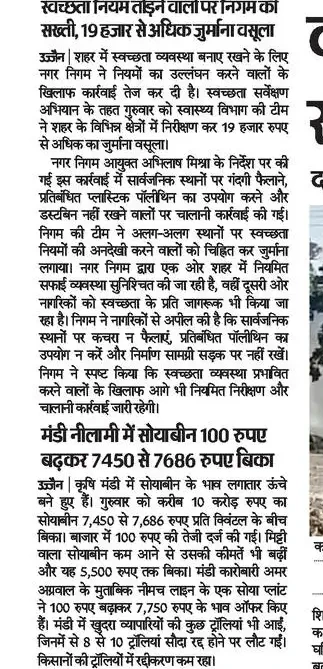 स्वच्छता नियम तोड़ने वालों पर निगम की
सख्ती, 19 हजार से अधिक जुर्माना वसूला
उज्जैन | शहर में स्वच्छता व्यवस्था बनाए रखने के लिए
नगर निगम ने नियमों का उल्लंघन करने वालों के
खिलाफ कार्रवाई तेज कर दी है। स्वच्छता सर्वेक्षण
अभियान के तहत गुरुवार को स्वास्थ्य विभाग की टीम
ने शहर के विभिन्न क्षेत्रों में निरीक्षण कर 19 हजार रुपए
से अधिक का जुर्माना वसूला।
नगर निगम आयुक्त अभिलाष मिश्रा के निर्देश पर की
गई इस कार्रवाई में सार्वजनिक स्थानों पर गंदगी फैलाने,
प्रतिबंधित प्लास्टिक पॉलीथिन का उपयोग करने और
डस्टबिन नहीं रखने वालों पर चालानी कार्रवाई की गई।
निगम की टीम ने अलग-अलग स्थानों पर स्वच्छता
नियमों की अनदेखी करने वालों को चिह्नित कर जुर्माना
लगाया। नगर निगम द्वारा एक ओर शहर में नियमित
सफाई व्यवस्था सुनिश्चित की जा रही है, वहीं दूसरी ओर
नागरिकों को स्वच्छता के प्रति जागरूक भी किया जा
रहा है। निगम ने नागरिकों से अपील की है कि सार्वजनिक
स्थानों पर कचरा न फैलाएं, प्रतिबंधित पॉलीथिन का
उपयोग न करें और निर्माण सामग्री सड़क पर नहीं रखें।
निगम ने स्पष्ट किया कि स्वच्छता व्यवस्था प्रभावित
करने वालों के खिलाफ आगे भी नियमित निरीक्षण और
चालानी कार्रवाई जारी रहेगी।
मंडी नीलामी में सोयाबीन 100 रुपए
बढ़कर 7450 से 7686 रुपए बिका
उज्जैन | कृषि मंडी में सोयाबीन के भाव लगातार ऊंचे
बने हुए हैं। गुरुवार को करीब 10 करोड़ रुपए का
सोयाबीन 7,450 से 7,686 रुपए प्रति क्विंटल के बीच
बिका। बाजार में 100 रुपए की तेजी दर्ज की गई। मिट्टी
वाला सोयाबीन कम आने से उसकी कीमतें भी बढ़ीं
और यह 5,500 रुपए तक बिका। मंडी कारोबारी अमर
अग्रवाल के मुताबिक नीमच लाइन के एक सोया प्लांट
ने 100 रुपए बढ़ाकर 7,750 रुपए के भाव ऑफर किए
हैं। मंडी में खुदरा व्यापारियों की कुछ ट्रॉलियां भी आईं,
जिनमें से 8 से 10 ट्रॉलियां सौदा रद्द होने पर लौट गईं।
किसानों की ट्रॉलियों में रद्दीकरण कम रहा।